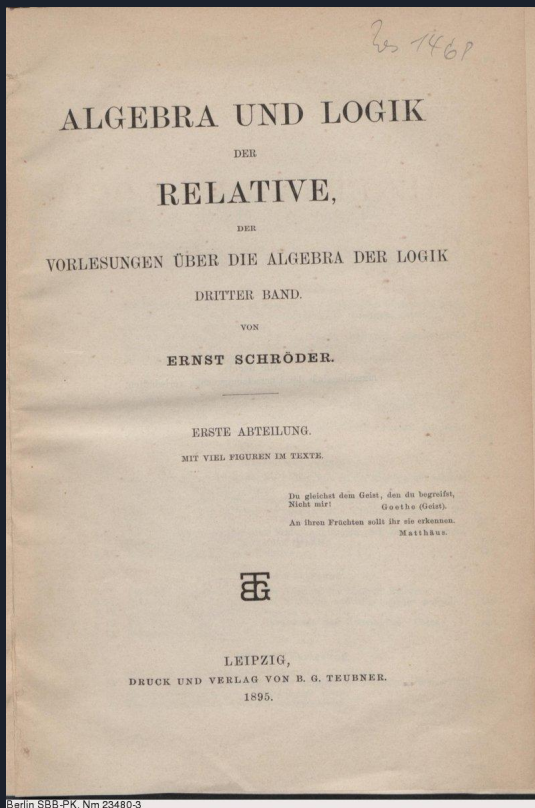 ALGEBRA UND LOGIK
DER
RELATIVE,
DER
VORLESUNGEN ÜBER DIE ALGEBRA DER LOGIK
DRITTER BAND.
VON
ERNST SCHRÖDER.
ERSTE ABTEILUNG.
MIT VIEL FIGUREN IM TEXTE.
Du gleichst dem Geist, den du begreifst,
Nicht mir! Goethe (Geist).
An ihren Früchten sollt ihr sie erkennen.
Matthäus.
LEIPZIG,
DRUCK UND VERLAG VON B. G. TEUBNER.
1895.
Berlin SBB-PK, Nm 23480-3